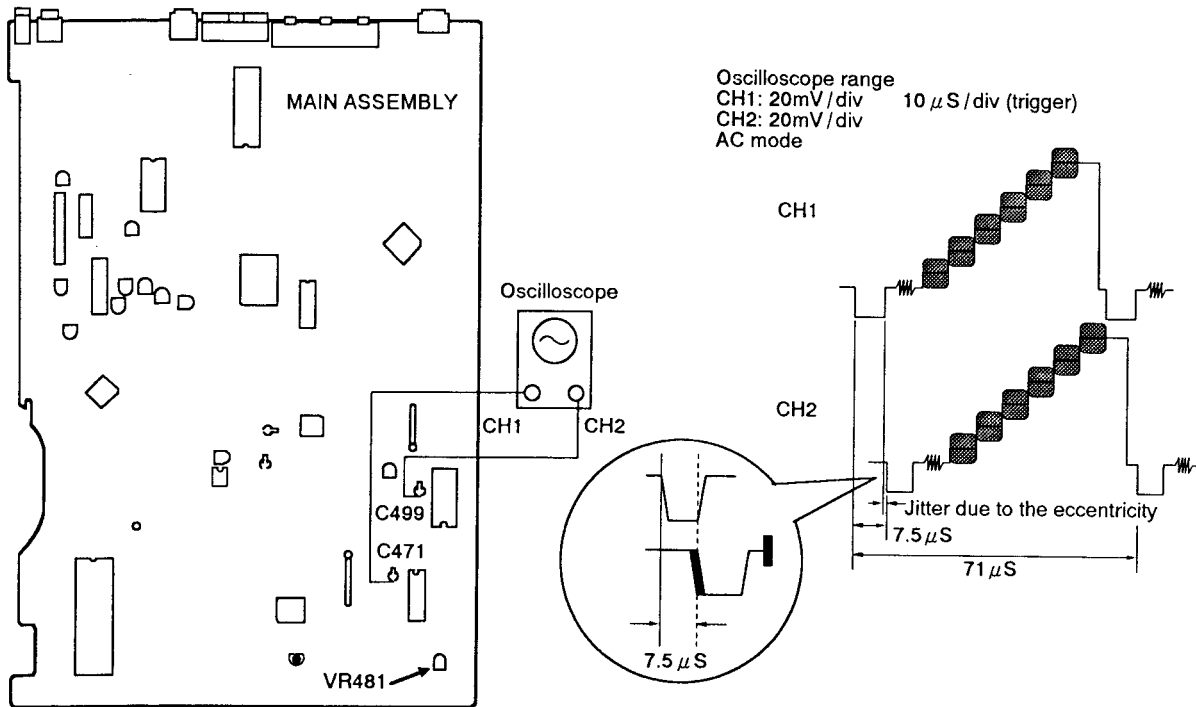 MAIN ASSEMBLY
Oscilloscope
CH1
CH2
C499
C471
VR481
Oscilloscope range
CH1: 20mV/div 10 μS/div (trigger)
CH2: 20mV/div
AC mode
CH1
CH2
Jitter due to the eccentricity
7.5 μS
71 μS
7.5 μS